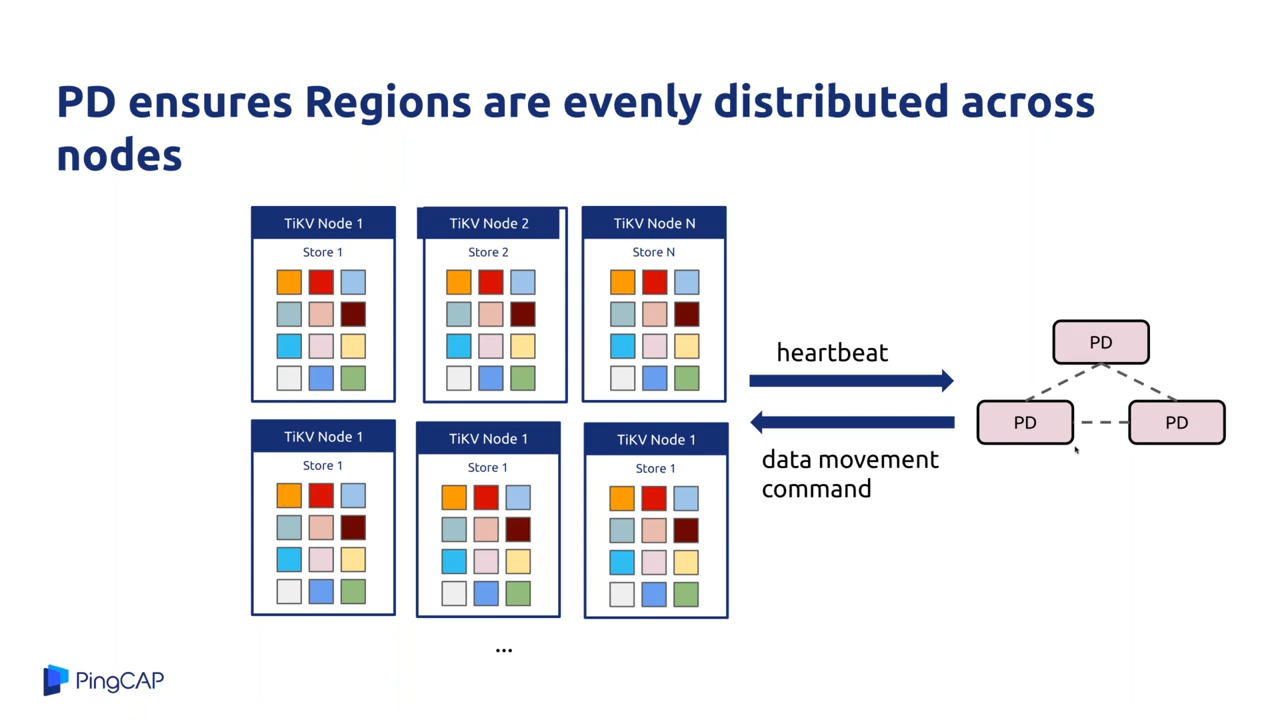 PD ensures Regions are evenly distributed across
nodes
TiKV Node 1
Store 1
TiKV Node 2
Store 2
TiKV Node N
Store N
TiKV Node 1
Store 1
TiKV Node 1
Store 1
TiKV Node 1
Store 1
...
heartbeat
data movement
command
PD
PD
PD
PingCAP